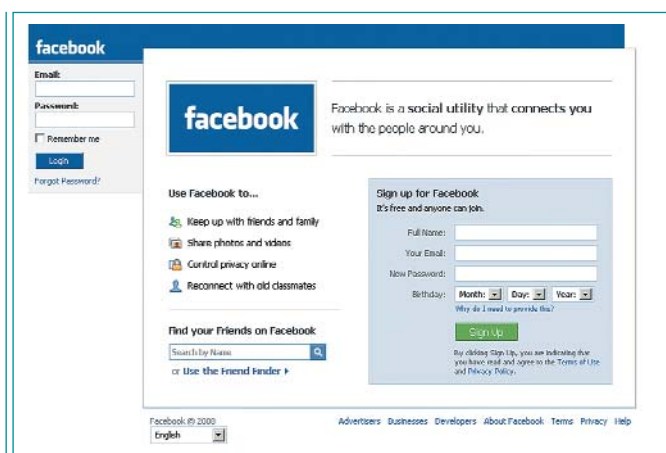 facebook
Email:
Password:
Remember me
Login
Forgot Password?
facebook
Facebook is a social utility that connects you
with the people around you.
Use Facebook to...
Keep up with friends and family
Share photos and videos
Control privacy online
Reconnect with old classmates
Find your Friends on Facebook
Search by Name
or Use the Friend Finder
Sign up for Facebook
It's free and anyone can join.
Full Name:
Your Email:
New Password:
Birthday: Month: Day: Year:
Why do I need to provide this?
Sign Up
By clicking Sign Up, you are indicating that
you have read and agree to the Terms of Use
and Privacy Policy.
Facebook © 2008
English
Advertisers Businesses Developers About Facebook Terms Privacy Help